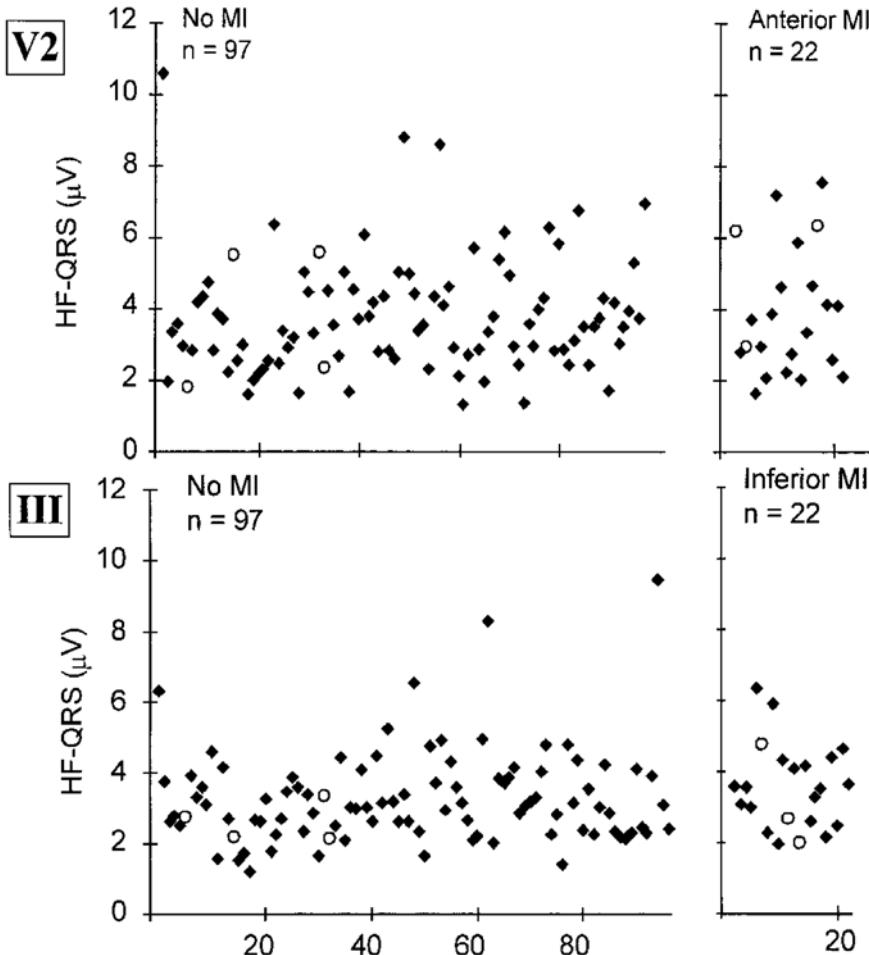 V2
No MI
n = 97
Anterior MI
n = 22
12
10
8
6
4
2
0
HF-QRS (µV)
III
No MI
n = 97
Inferior MI
n = 22
12
10
8
6
4
2
0
HF-QRS (µV)
20
40
60
80
20